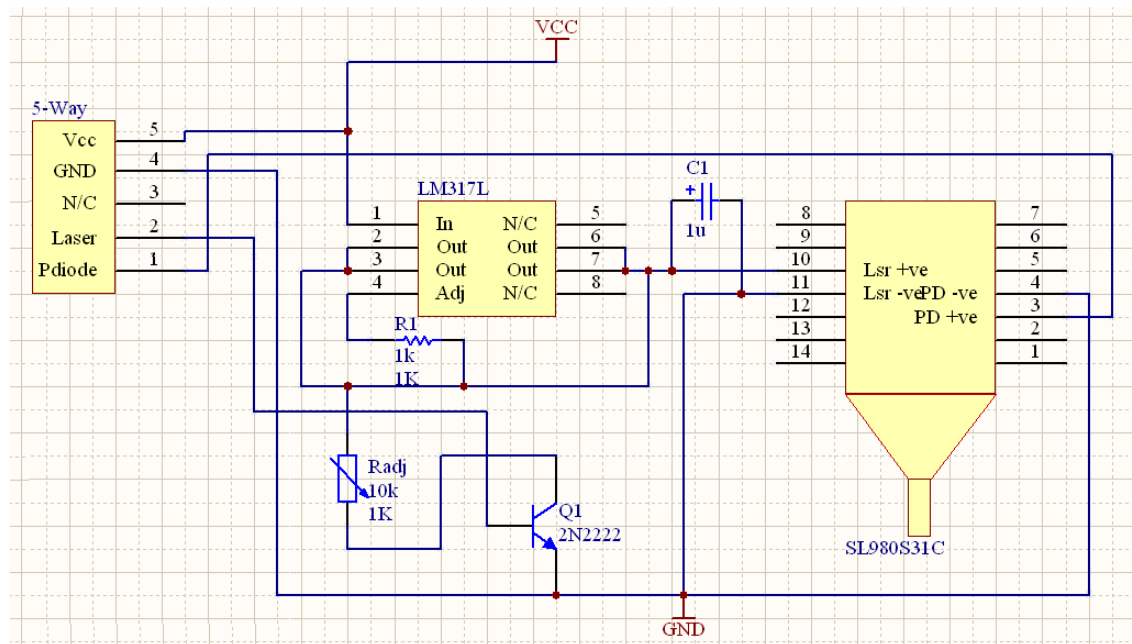 VCC
5-Way
Vcc 5
GND 4
N/C 3
Laser 2
Pdiode 1
LM317L
1 In N/C 5
2 Out Out 6
3 Out Out 7
4 Adj N/C 8
R1
1k
1K
C1
+
1u
8 7
9 6
10 Lsr +ve 5
11 Lsr -ve PD -ve 4
12 PD +ve 3
13 2
14 1
SL980S31C
Radj
10k
1K
Q1
2N2222
GND